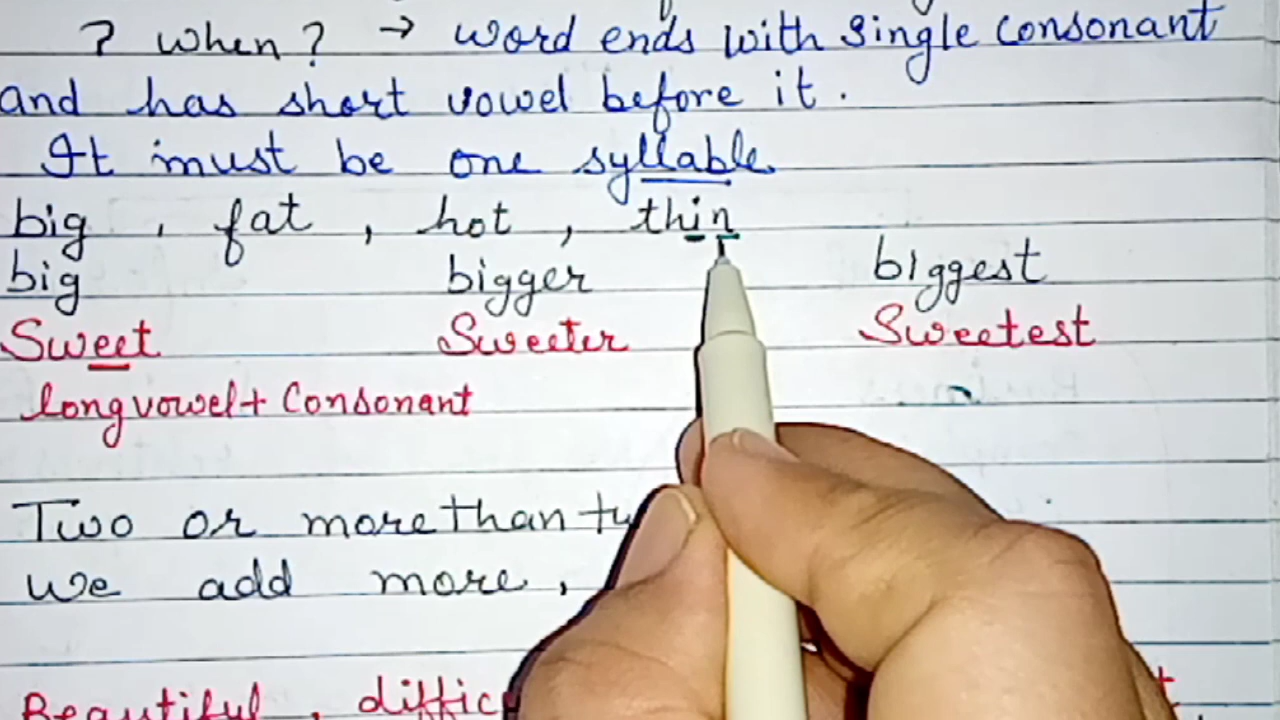 ? when? → word ends with single consonant
and has short vowel before it.
It must be one syllable
big, fat, hot, thin
big bigger biggest
Sweet Sweeter Sweetest
long vowel + Consonant
Two or more than
we add more,
Beautiful,